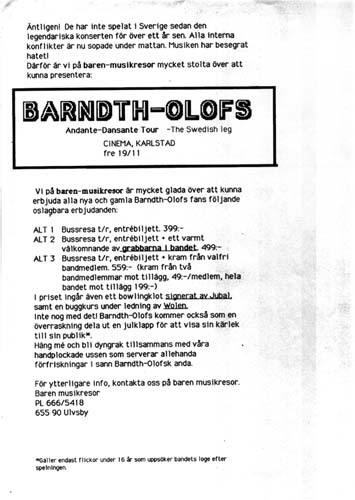 Äntligen! De har inte spelat i Sverige sedan den
legendariska konserten för över ett år sen. Alla interna
konflikter är nu sopade under mattan. Musiken har besegrat
hatet!
Därför är vi på baren-musikresor mycket stolta över att
kunna presentera:
BARNDTH-OLOFS
Andante-Dansante Tour -The Swedish leg
CINEMA, KARLSTAD
fre 19/11
Vi på baren-musikresor är mycket glada över att kunna
erbjuda alla nya och gamla Barndth-Olofs fans följande
oslagbara erbjudanden:
ALT 1 Bussresa t/r, entrébiljett. 399:-
ALT 2 Bussresa t/r, entrébiljett + ett varmt
välkomnande av grabbarna i bandet. 499:-
ALT 3 Bussresa t/r, entrébiljett + kram från valfri
bandmedlem. 559:- (kram från två
bandmedlemmar mot tillägg, 49:-/medlem, hela
bandet mot tillägg 199:-)
I priset ingår även ett bowlingklot signerat av Jubal,
samt en buggkurs under ledning av Wolen.
Inte nog med det! Barndth-Olofs kommer också som en
överraskning dela ut en julklapp för att visa sin kärlek
till sin publik*.
Häng mé och bli dyngrak tillsammans med våra
handplockade ussen som serverar allehanda
förfriskningar i sann Barndth-Olofsk anda.
För ytterligare info, kontakta oss på baren musikresor.
Baren musikresor
PL 666/5418
655 90 Ulvsby
*Gäller endast flickor under 16 år som uppsöker bandets loge efter
spelningen.